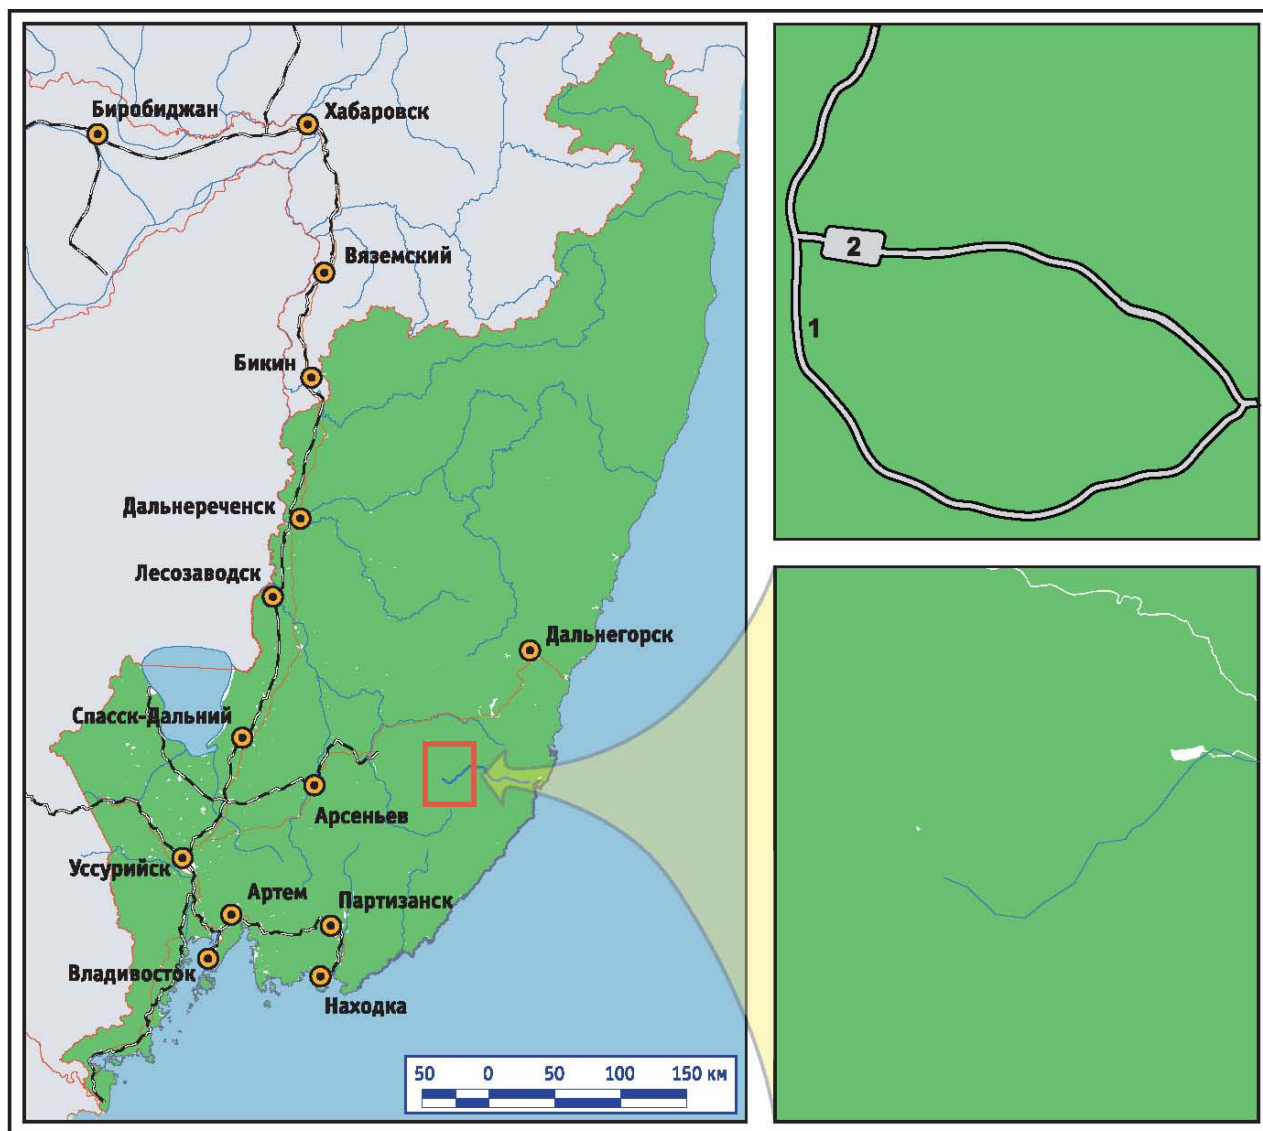 Биробиджан
Хабаровск
Вяземский
Бикин
Дальнереченск
Лесозаводск
Дальнегорск
Спасск-Дальний
Арсеньев
Уссурийск
Артем
Партизанск
Владивосток
Находка
50 0 50 100 150 км
2
1